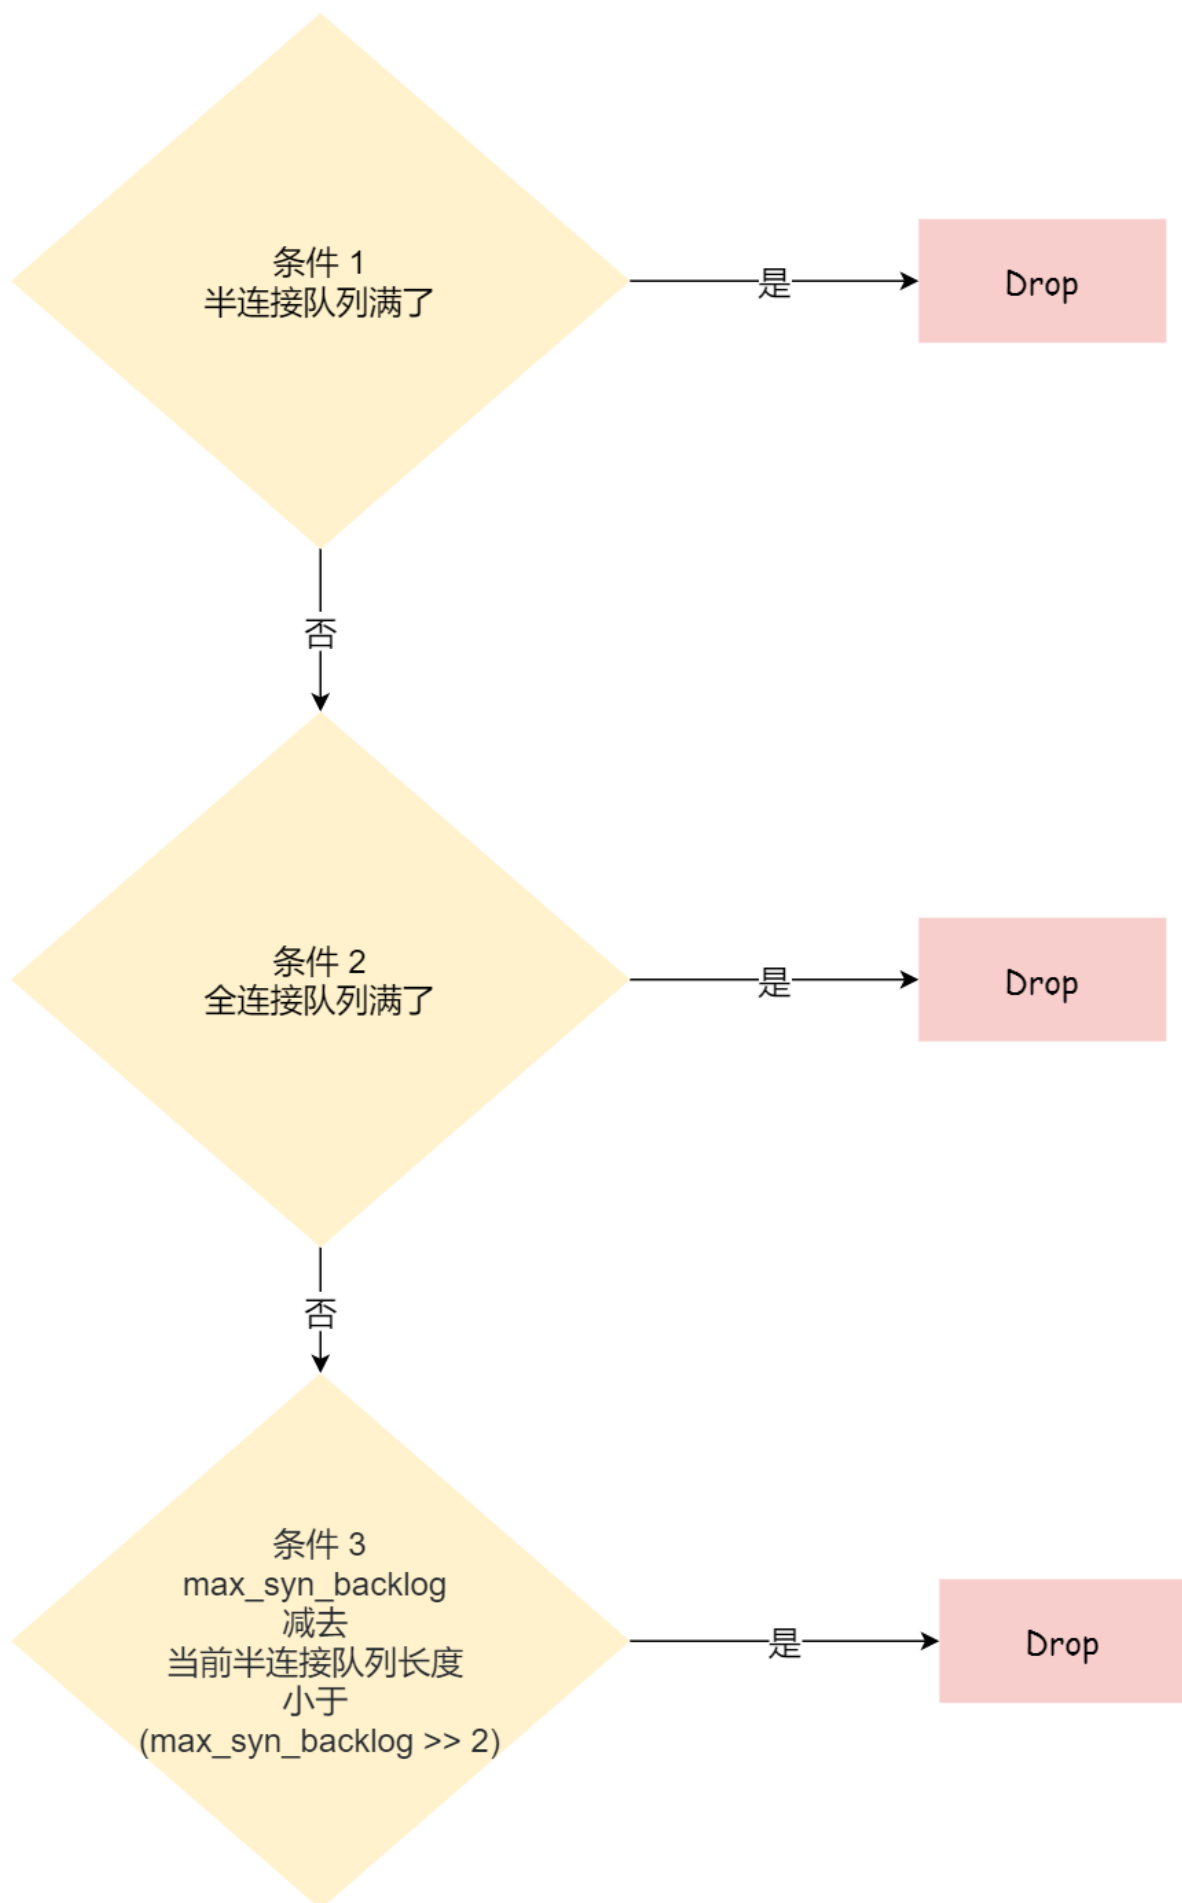 条件 1
半连接队列满了
是
Drop
否
条件 2
全连接队列满了
是
Drop
否
条件 3
max_syn_backlog
减去
当前半连接队列长度
小于
(max_syn_backlog >> 2)
是
Drop